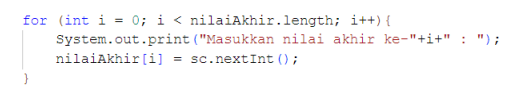 for (int i = 0; i < nilaiAkhir.length; i++){
    System.out.print("Masukkan nilai akhir ke-"+i+" : ");
    nilaiAkhir[i] = sc.nextInt();
}